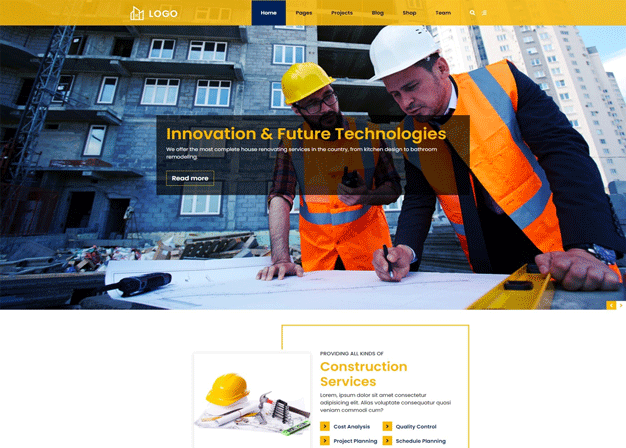 LOGO
Home Pages Projects Blog Shop Team
Innovation & Future Technologies
We offer the most complete house renovating services in the country, from kitchen design to bathroom
remodeling.
Read more
PROVIDING ALL KINDS OF
Construction
Services
Lorem, ipsum dolor sit amet consectetur
adipisicing elit. Alias voluptate consequatur quasi
veniam commodi cum?
Cost Analysis Quality Control
Project Planning Schedule Planning